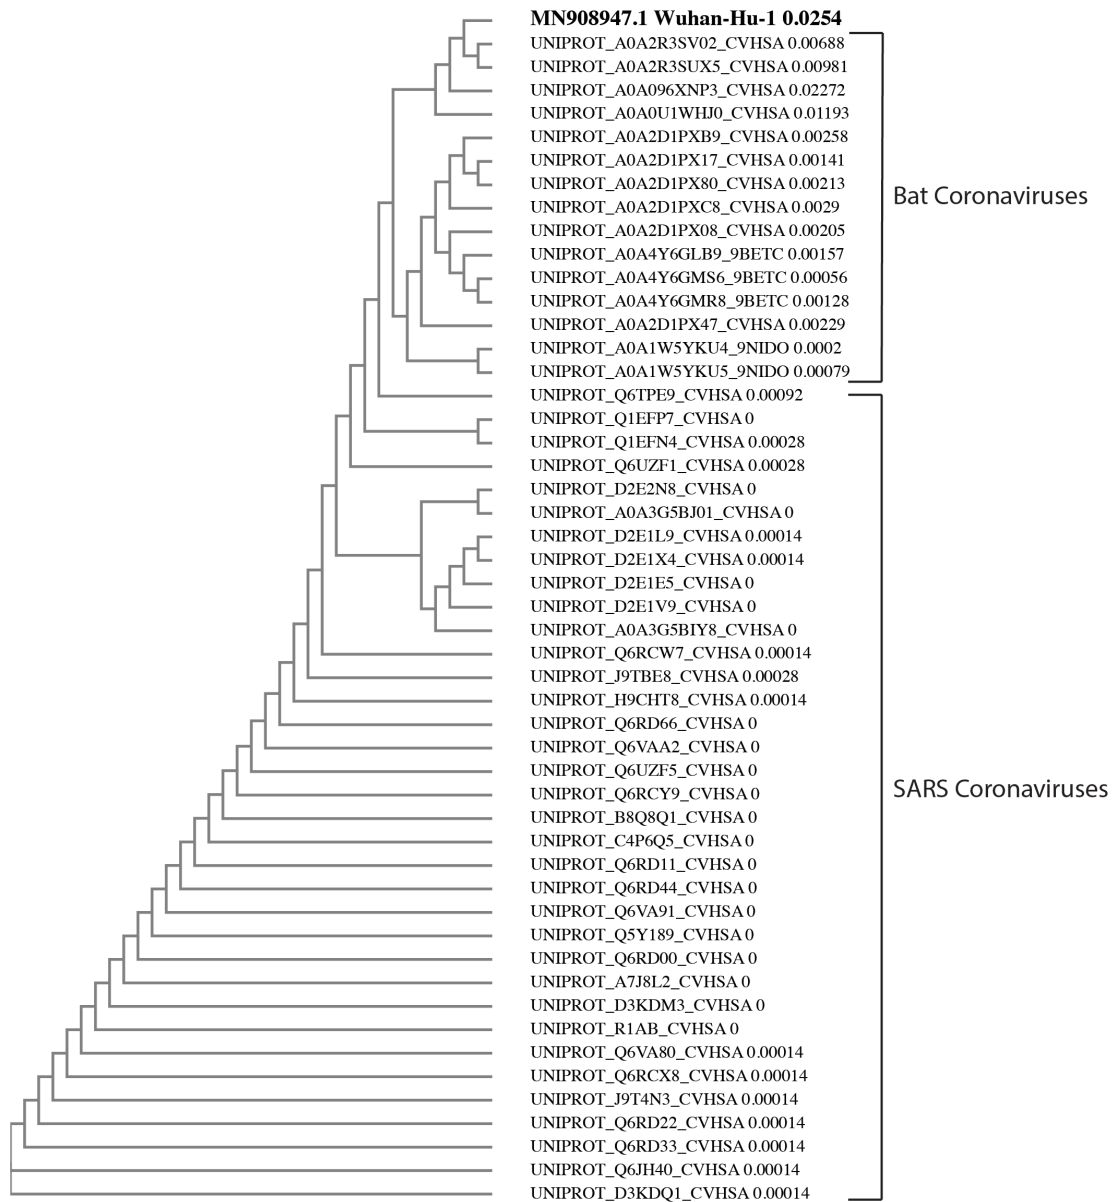 MN908947.1 Wuhan-Hu-1 0.0254
UNIPROT_A0A2R3SV02_CVHSA 0.00688
UNIPROT_A0A2R3SUX5_CVHSA 0.00981
UNIPROT_A0A096XNP3_CVHSA 0.02272
UNIPROT_A0A0U1WHJ0_CVHSA 0.01193
UNIPROT_A0A2D1PXB9_CVHSA 0.00258
UNIPROT_A0A2D1PX17_CVHSA 0.00141
UNIPROT_A0A2D1PX80_CVHSA 0.00213
Bat Coronaviruses
UNIPROT_A0A2D1PXC8_CVHSA 0.0029
UNIPROT_A0A2D1PX08_CVHSA 0.00205
UNIPROT_A0A4Y6GLB9_9BETC 0.00157
UNIPROT_A0A4Y6GMS6_9BETC 0.00056
UNIPROT_A0A4Y6GMR8_9BETC 0.00128
UNIPROT_A0A2D1PX47_CVHSA 0.00229
UNIPROT_A0A1W5YKU4_9NIDO 0.0002
UNIPROT_A0A1W5YKU5_9NIDO 0.00079
UNIPROT_Q6TPE9_CVHSA 0.00092
UNIPROT_Q1EFP7_CVHSA 0
UNIPROT_Q1EFN4_CVHSA 0.00028
UNIPROT_Q6UZF1_CVHSA 0.00028
UNIPROT_D2E2N8_CVHSA 0
UNIPROT_A0A3G5BJ01_CVHSA 0
UNIPROT_D2E1L9_CVHSA 0.00014
UNIPROT_D2E1X4_CVHSA 0.00014
UNIPROT_D2E1E5_CVHSA 0
UNIPROT_D2E1V9_CVHSA 0
UNIPROT_A0A3G5BIY8_CVHSA 0
UNIPROT_Q6RCW7_CVHSA 0.00014
UNIPROT_J9TBE8_CVHSA 0.00028
UNIPROT_H9CHT8_CVHSA 0.00014
UNIPROT_Q6RD66_CVHSA 0
UNIPROT_Q6VAA2_CVHSA 0
UNIPROT_Q6UZF5_CVHSA 0
SARS Coronaviruses
UNIPROT_Q6RCY9_CVHSA 0
UNIPROT_B8Q8Q1_CVHSA 0
UNIPROT_C4P6Q5_CVHSA 0
UNIPROT_Q6RD11_CVHSA 0
UNIPROT_Q6RD44_CVHSA 0
UNIPROT_Q6VA91_CVHSA 0
UNIPROT_Q5Y189_CVHSA 0
UNIPROT_Q6RD00_CVHSA 0
UNIPROT_A7J8L2_CVHSA 0
UNIPROT_D3KDM3_CVHSA 0
UNIPROT_R1AB_CVHSA 0
UNIPROT_Q6VA80_CVHSA 0.00014
UNIPROT_Q6RCX8_CVHSA 0.00014
UNIPROT_J9T4N3_CVHSA 0.00014
UNIPROT_Q6RD22_CVHSA 0.00014
UNIPROT_Q6RD33_CVHSA 0.00014
UNIPROT_Q6JH40_CVHSA 0.00014
UNIPROT_D3KDQ1_CVHSA 0.00014